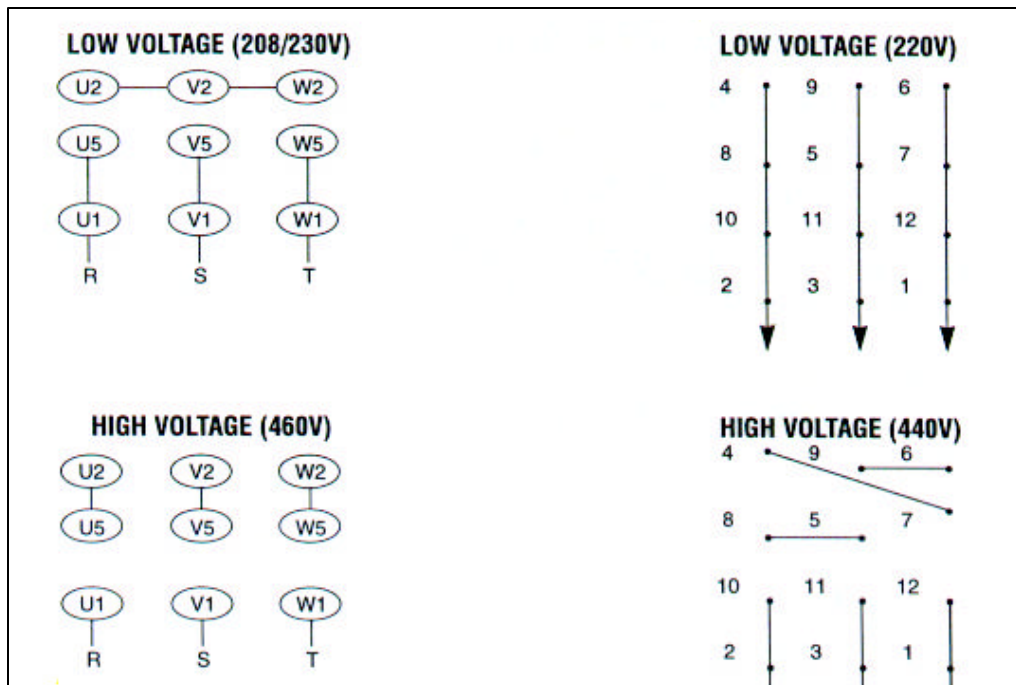 LOW VOLTAGE (208/230V)
U2 V2 W2
U5 V5 W5
U1 V1 W1
R S T
HIGH VOLTAGE (460V)
U2 V2 W2
U5 V5 W5
U1 V1 W1
R S T
LOW VOLTAGE (220V)
4 9 6
8 5 7
10 11 12
2 3 1
HIGH VOLTAGE (440V)
4 9 6
8 5 7
10 11 12
2 3 1